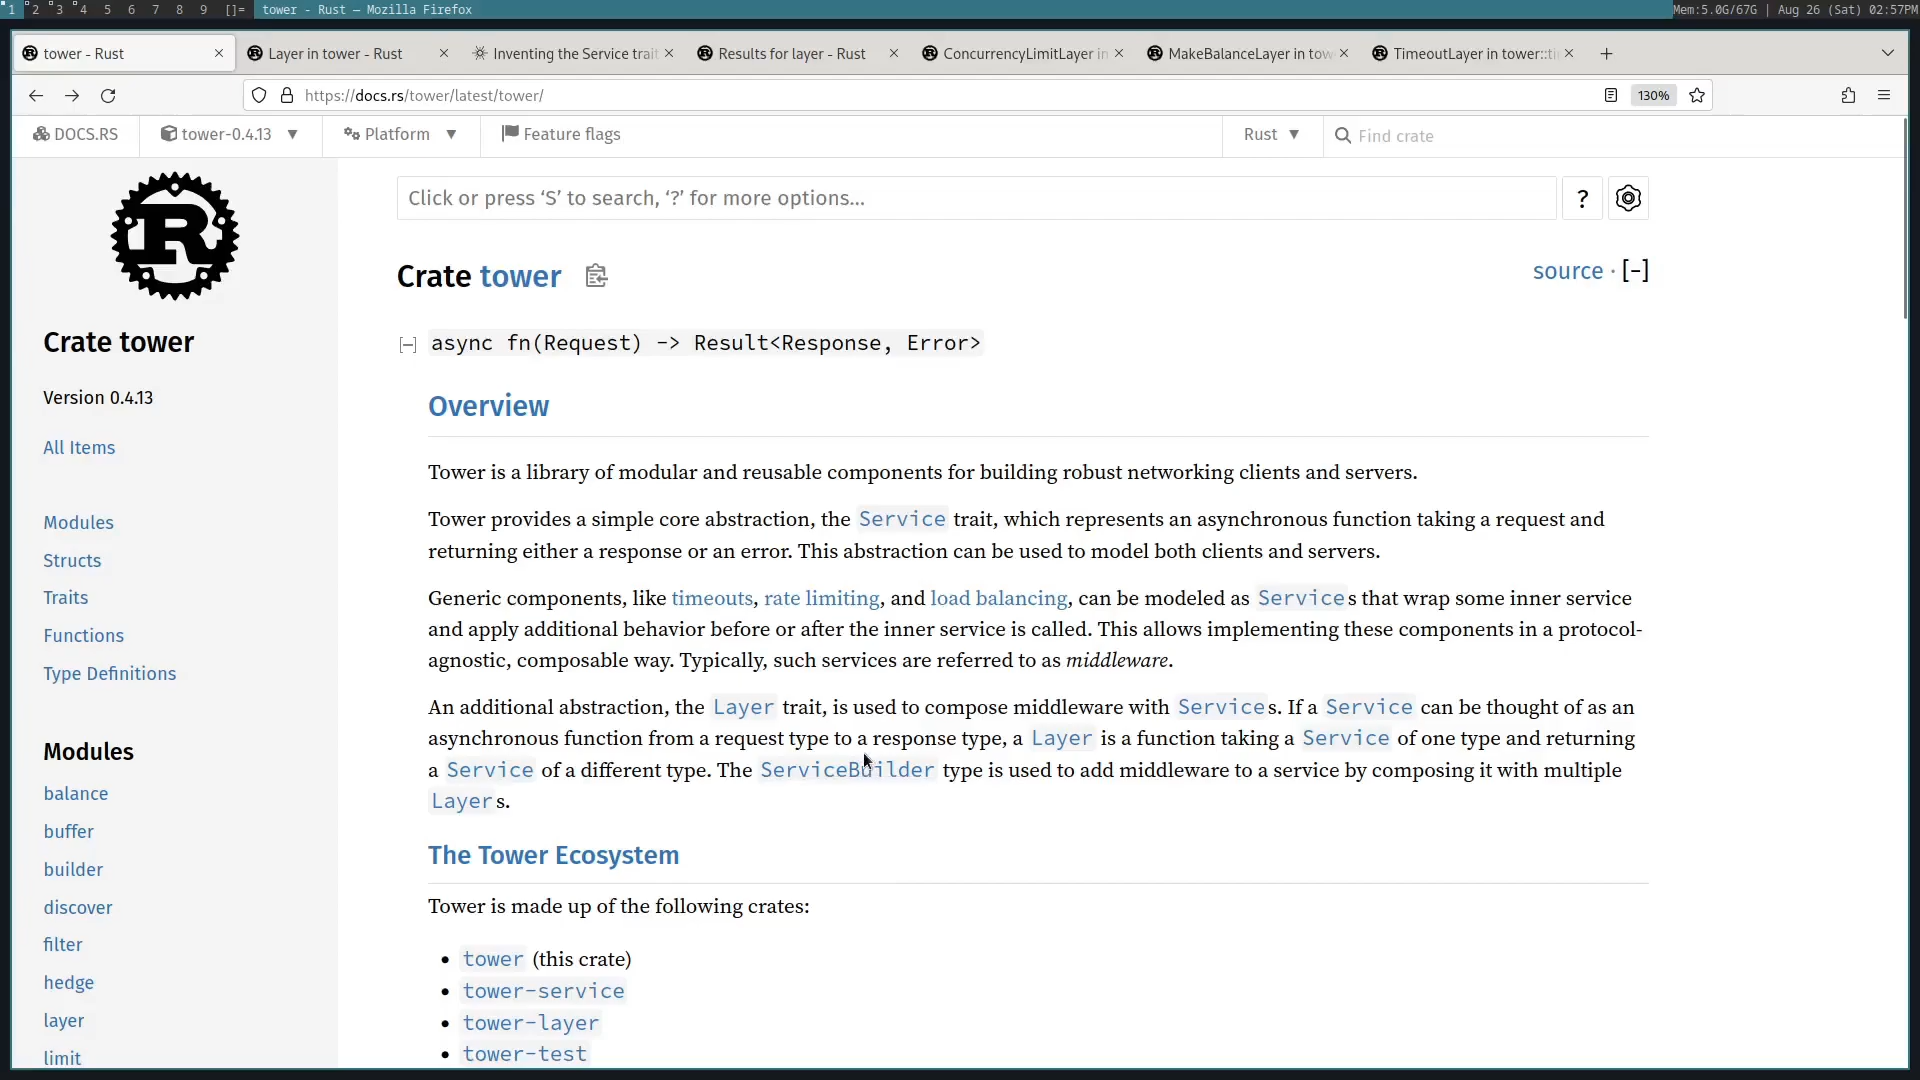 1 2 3 4 5 6 7 8 9 []= tower - Rust — Mozilla Firefox Mem:5.0G/67G | Aug 26 (Sat) 02:57PM
tower - Rust Layer in tower - Rust Inventing the Service trait Results for layer - Rust ConcurrencyLimitLayer in MakeBalanceLayer in tow TimeoutLayer in tower::ti
https://docs.rs/tower/latest/tower/ 130%
DOCS.RS tower-0.4.13 Platform Feature flags Rust Find crate
Click or press ‘S’ to search, ‘?’ for more options… ?
Crate tower source · [−]
[−] async fn(Request) -> Result<Response, Error>
Overview
Tower is a library of modular and reusable components for building robust networking clients and servers.
Tower provides a simple core abstraction, the Service trait, which represents an asynchronous function taking a request and
returning either a response or an error. This abstraction can be used to model both clients and servers.
Generic components, like timeouts, rate limiting, and load balancing, can be modeled as Services that wrap some inner service
and apply additional behavior before or after the inner service is called. This allows implementing these components in a protocol-
agnostic, composable way. Typically, such services are referred to as middleware.
An additional abstraction, the Layer trait, is used to compose middleware with Services. If a Service can be thought of as an
asynchronous function from a request type to a response type, a Layer is a function taking a Service of one type and returning
a Service of a different type. The ServiceBuilder type is used to add middleware to a service by composing it with multiple
Layers.
The Tower Ecosystem
Tower is made up of the following crates:
• tower (this crate)
• tower-service
• tower-layer
• tower-test
R
Crate tower
Version 0.4.13
All Items
Modules
Structs
Traits
Functions
Type Definitions
Modules
balance
buffer
builder
discover
filter
hedge
layer
limit